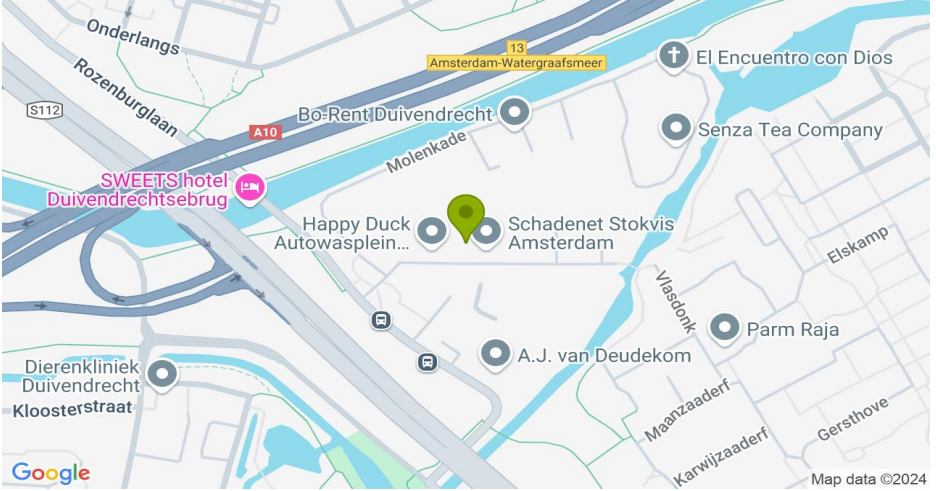 Onderlangs
Rozenburglaan
S112
A10
13
Amsterdam-Watergraafsmeer
El Encuentro con Dios
Bo-Rent Duivendrecht
Senza Tea Company
Molenkade
SWEETS hotel
Duivendrechtsebrug
Happy Duck
Autowasplein...
Schadenet Stokvis
Amsterdam
Elskamp
Vlasdonk
Parm Raja
A.J. van Deudekom
Dierenkliniek
Duivendrecht
Kloosterstraat
Maanzaaderf
Gersthove
Karwijzaaderf
Google
Map data ©2024